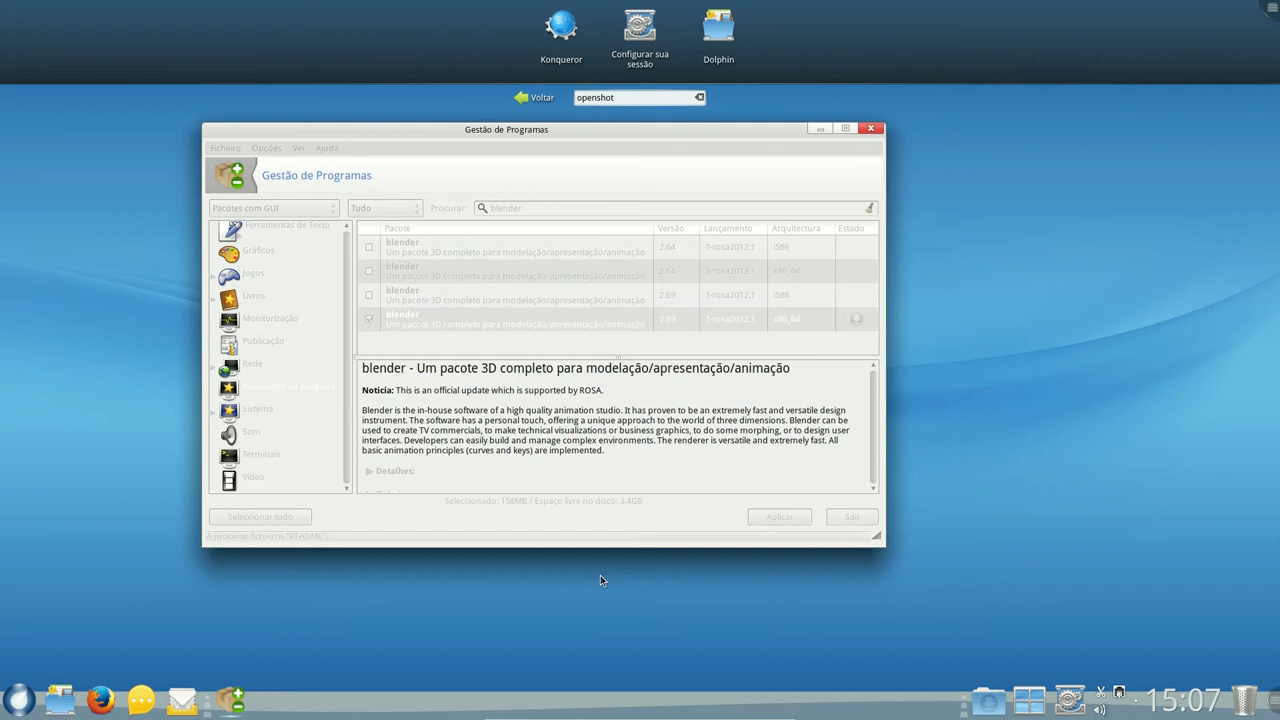 Konqueror
Configurar sua
sessão
Dolphin
Voltar
openshot
Gestão de Programas
Ficheiro Opções Ver Ajuda
Gestão de Programas
Pacotes com GUI Tudo Procurar: blender
Ferramentas de Texto
Gráficos
Jogos
Livros
Monitorização
Publicação
Rede
Sistema
Som
Terminais
Vídeo
Pacote Versão Lançamento Arquitectura Estado
blender
Um pacote 3D completo para modelação/apresentação/animação 2.64 3-rosa2012.1 i586
blender
Um pacote 3D completo para modelação/apresentação/animação 2.64 3-rosa2012.1 x86_64
blender
Um pacote 3D completo para modelação/apresentação/animação 2.69 1-rosa2012.1 i586
blender
Um pacote 3D completo para modelação/apresentação/animação 2.69 1-rosa2012.1 x86_64
blender - Um pacote 3D completo para modelação/apresentação/animação
Notícia: This is an official update which is supported by ROSA.
Blender is the in-house software of a high quality animation studio. It has proven to be an extremely fast and versatile design
instrument. The software has a personal touch, offering a unique approach to the world of three dimensions. Blender can be
used to create TV commercials, to make technical visualizations or business graphics, to do some morphing, or to design user
interfaces. Developers can easily build and manage complex environments. The renderer is versatile and extremely fast. All
basic animation principles (curves and keys) are implemented.
Detalhes:
Seleccionado: 158MB / Espaço livre no disco: 3.4GB
Seleccionar tudo Aplicar Sair
A procurar ficheiros "README"...
15:07